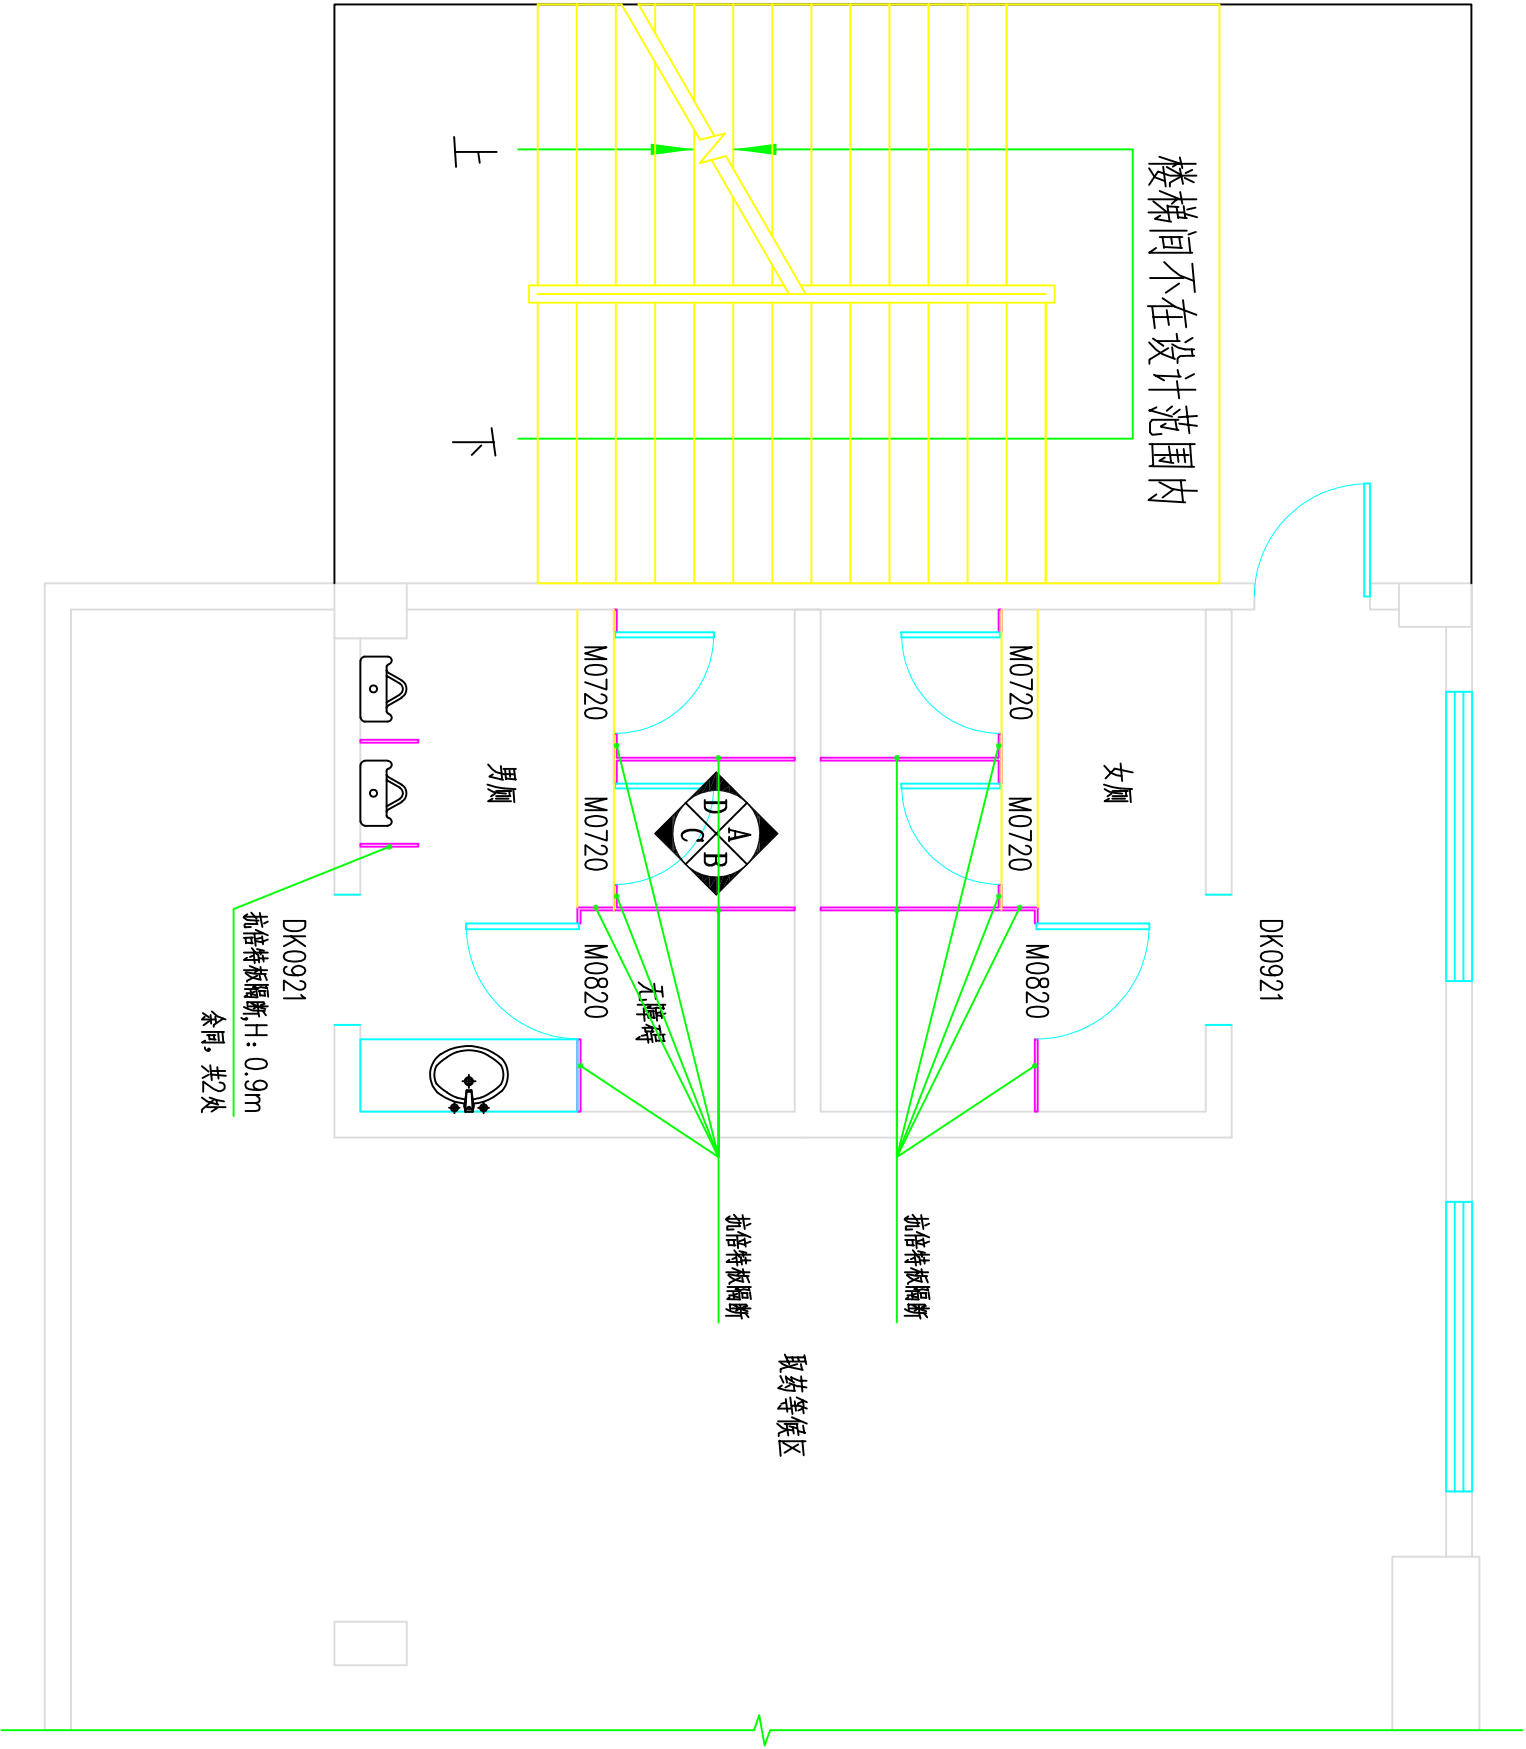 楼梯间不在设计范围内
上
下
M0720
M0720
女厕
男厕
M0720
M0720
A
B
C
D
DK0921
M0820
M0820
无障碍
DK0921
抗倍特板隔断,H: 0.9m
余同, 共2处
抗倍特板隔断
抗倍特板隔断
取药等候区